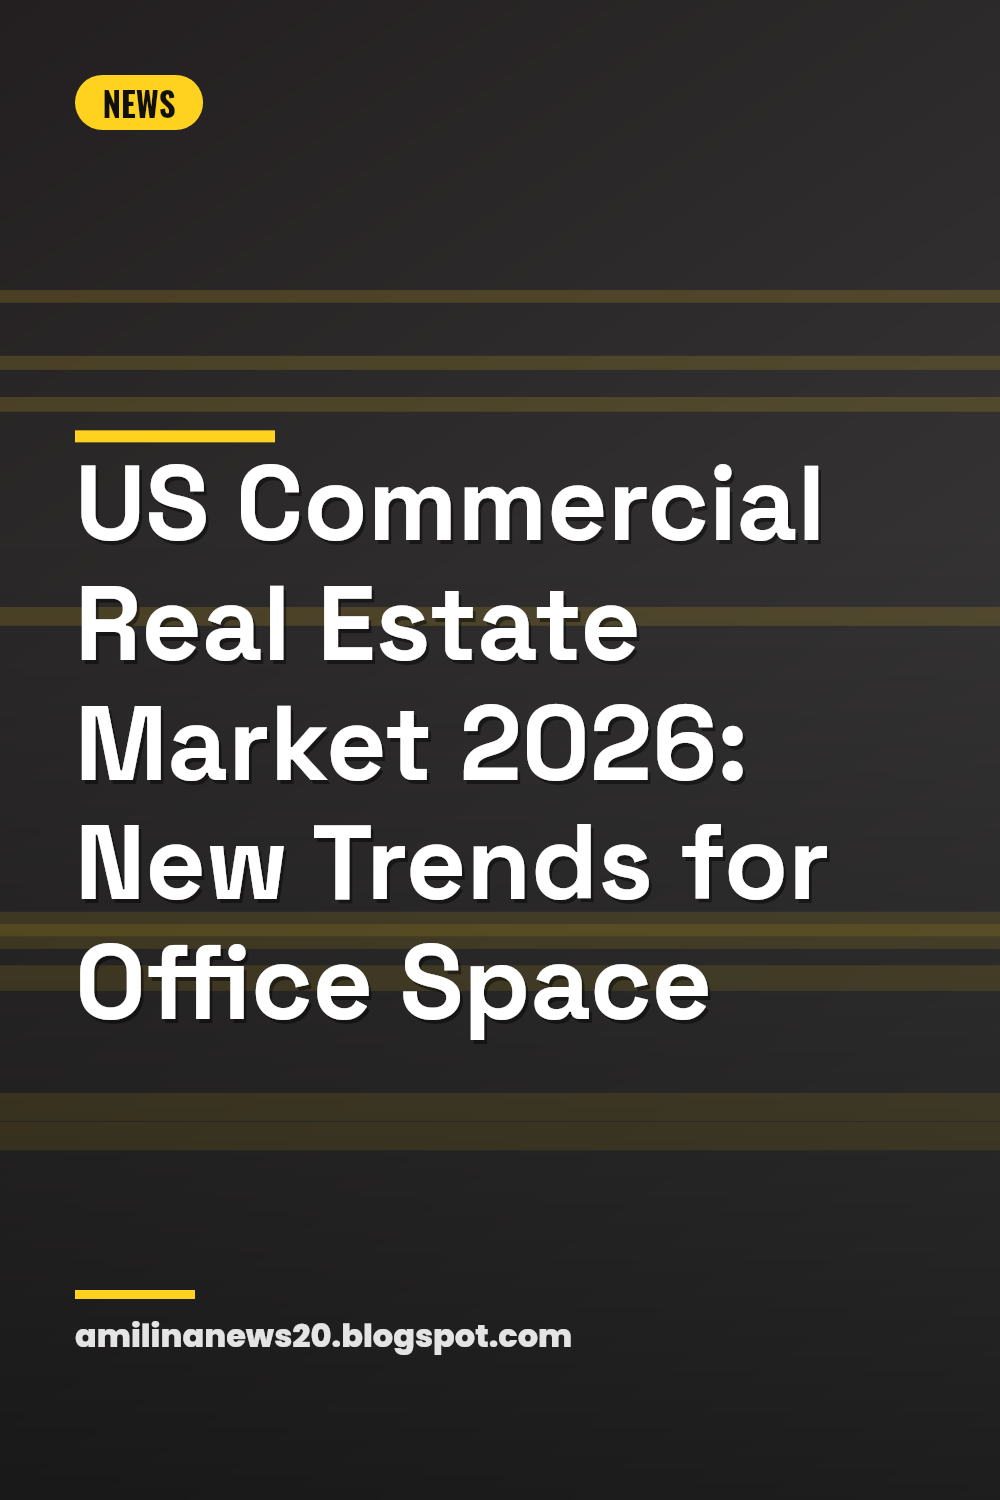 NEWS
US Commercial
Real Estate
Market 2026:
New Trends for
Office Space
amilinanews20.blogspot.com